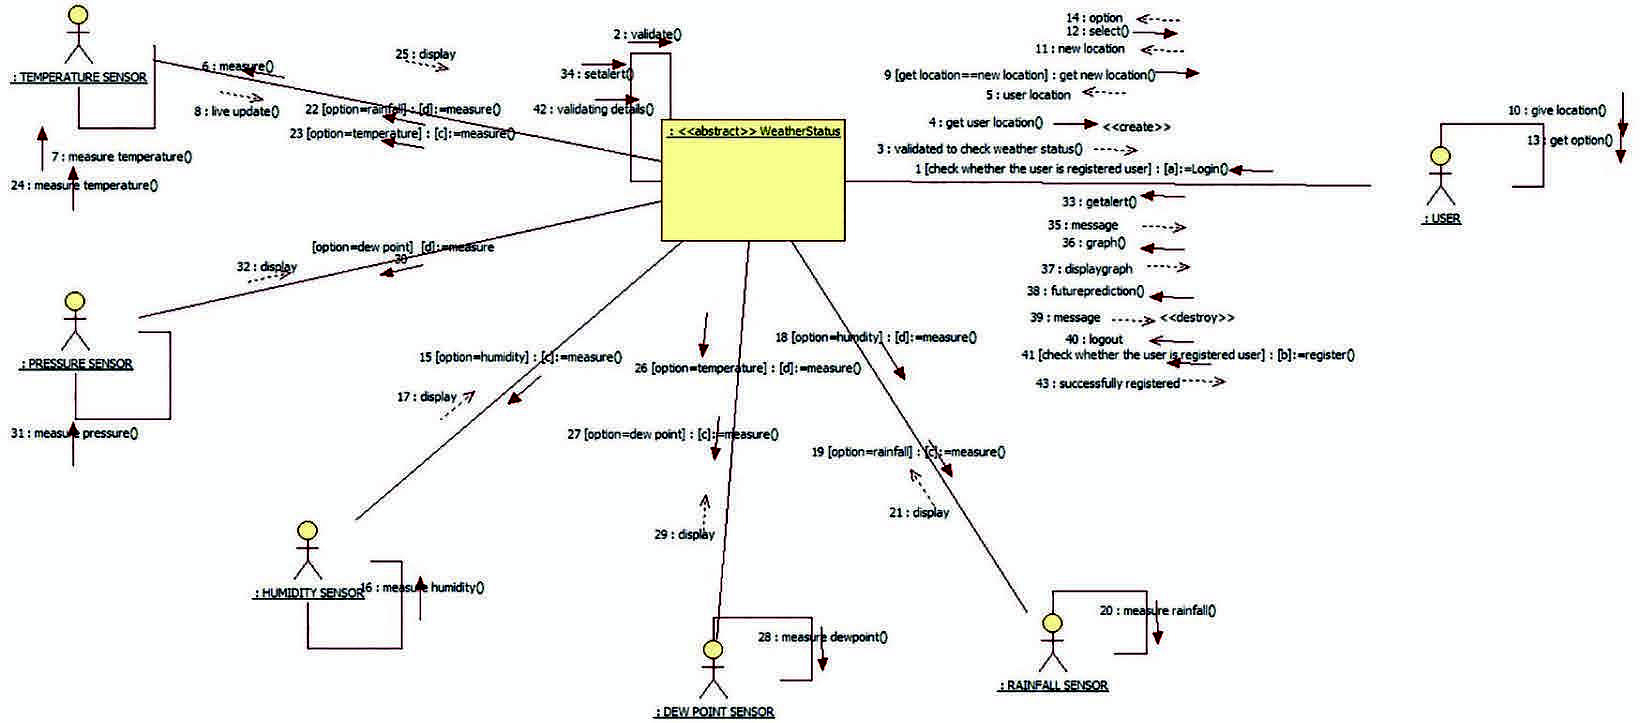 14 : option
12 : select()
2 : validate()
11 : new location
25 : display
6 : measure()
34 : setalert()
9 [get location==new location] : get new location()
: TEMPERATURE SENSOR
5 : user location
8 : live update()
22 [option=rainfall] : [d]:=measure()
42 : validating details()
10 : give location()
4 : get user location()
<<create>>
23 [option=temperature] : [c]:=measure()
: <<abstract>> WeatherStatus
13 : get option()
3 : validated to check weather status()
7 : measure temperature()
1 [check whether the user is registered user] : [a]:=Login()
24 : measure temperature()
33 : getalert()
: USER
35 : message
36 : graph()
[option=dew point] [d]:=measure
30
32 : display
37 : displaygraph
38 : futureprediction()
39 : message
<<destroy>>
18 [option=humidity] : [d]:=measure()
40 : logout
15 [option=humidity] : [c]:=measure()
41 [check whether the user is registered user] : [b]:=register()
: PRESSURE SENSOR
26 [option=temperature] : [d]:=measure()
43 : successfully registered
17 : display
31 : measure pressure()
27 [option=dew point] : [c]:=measure()
19 [option=rainfall] : [c]:=measure()
21 : display
29 : display
16 : measure humidity()
: HUMIDITY SENSOR
20 : measure rainfall()
28 : measure dewpoint()
: RAINFALL SENSOR
: DEW POINT SENSOR